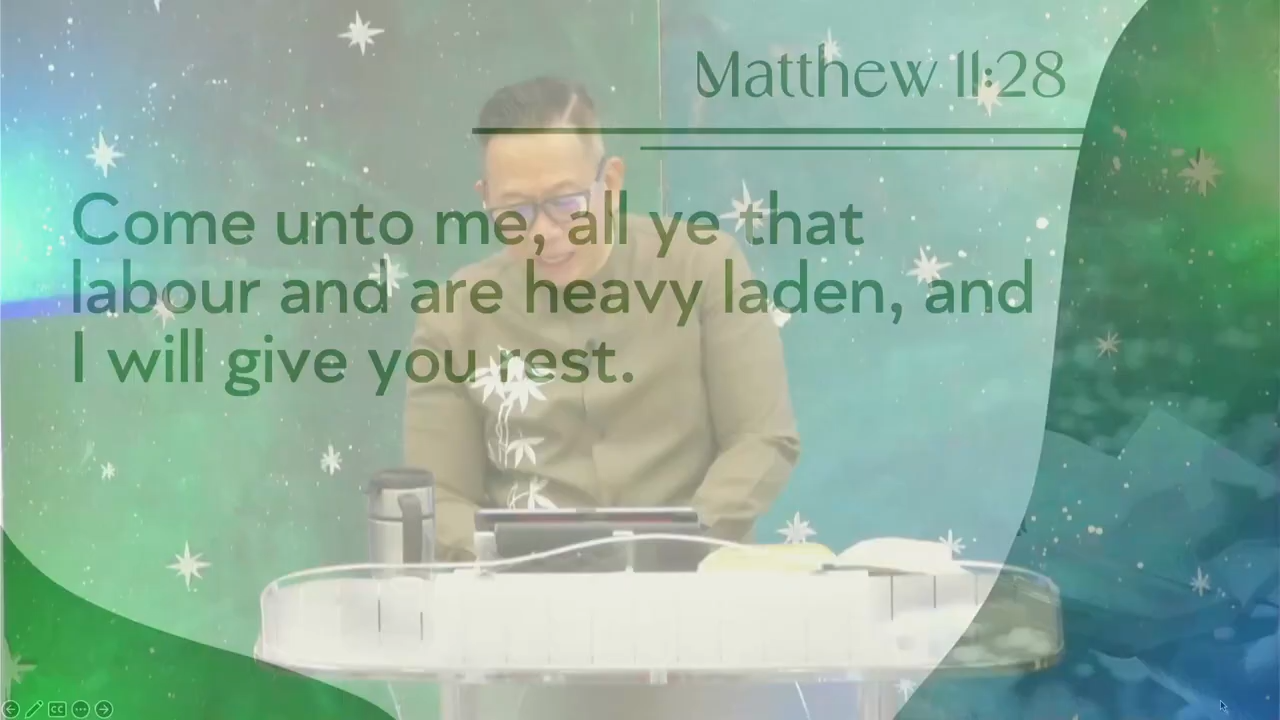 Matthew 11:28
Come unto me, all ye that
labour and are heavy laden, and
I will give you rest.
CC